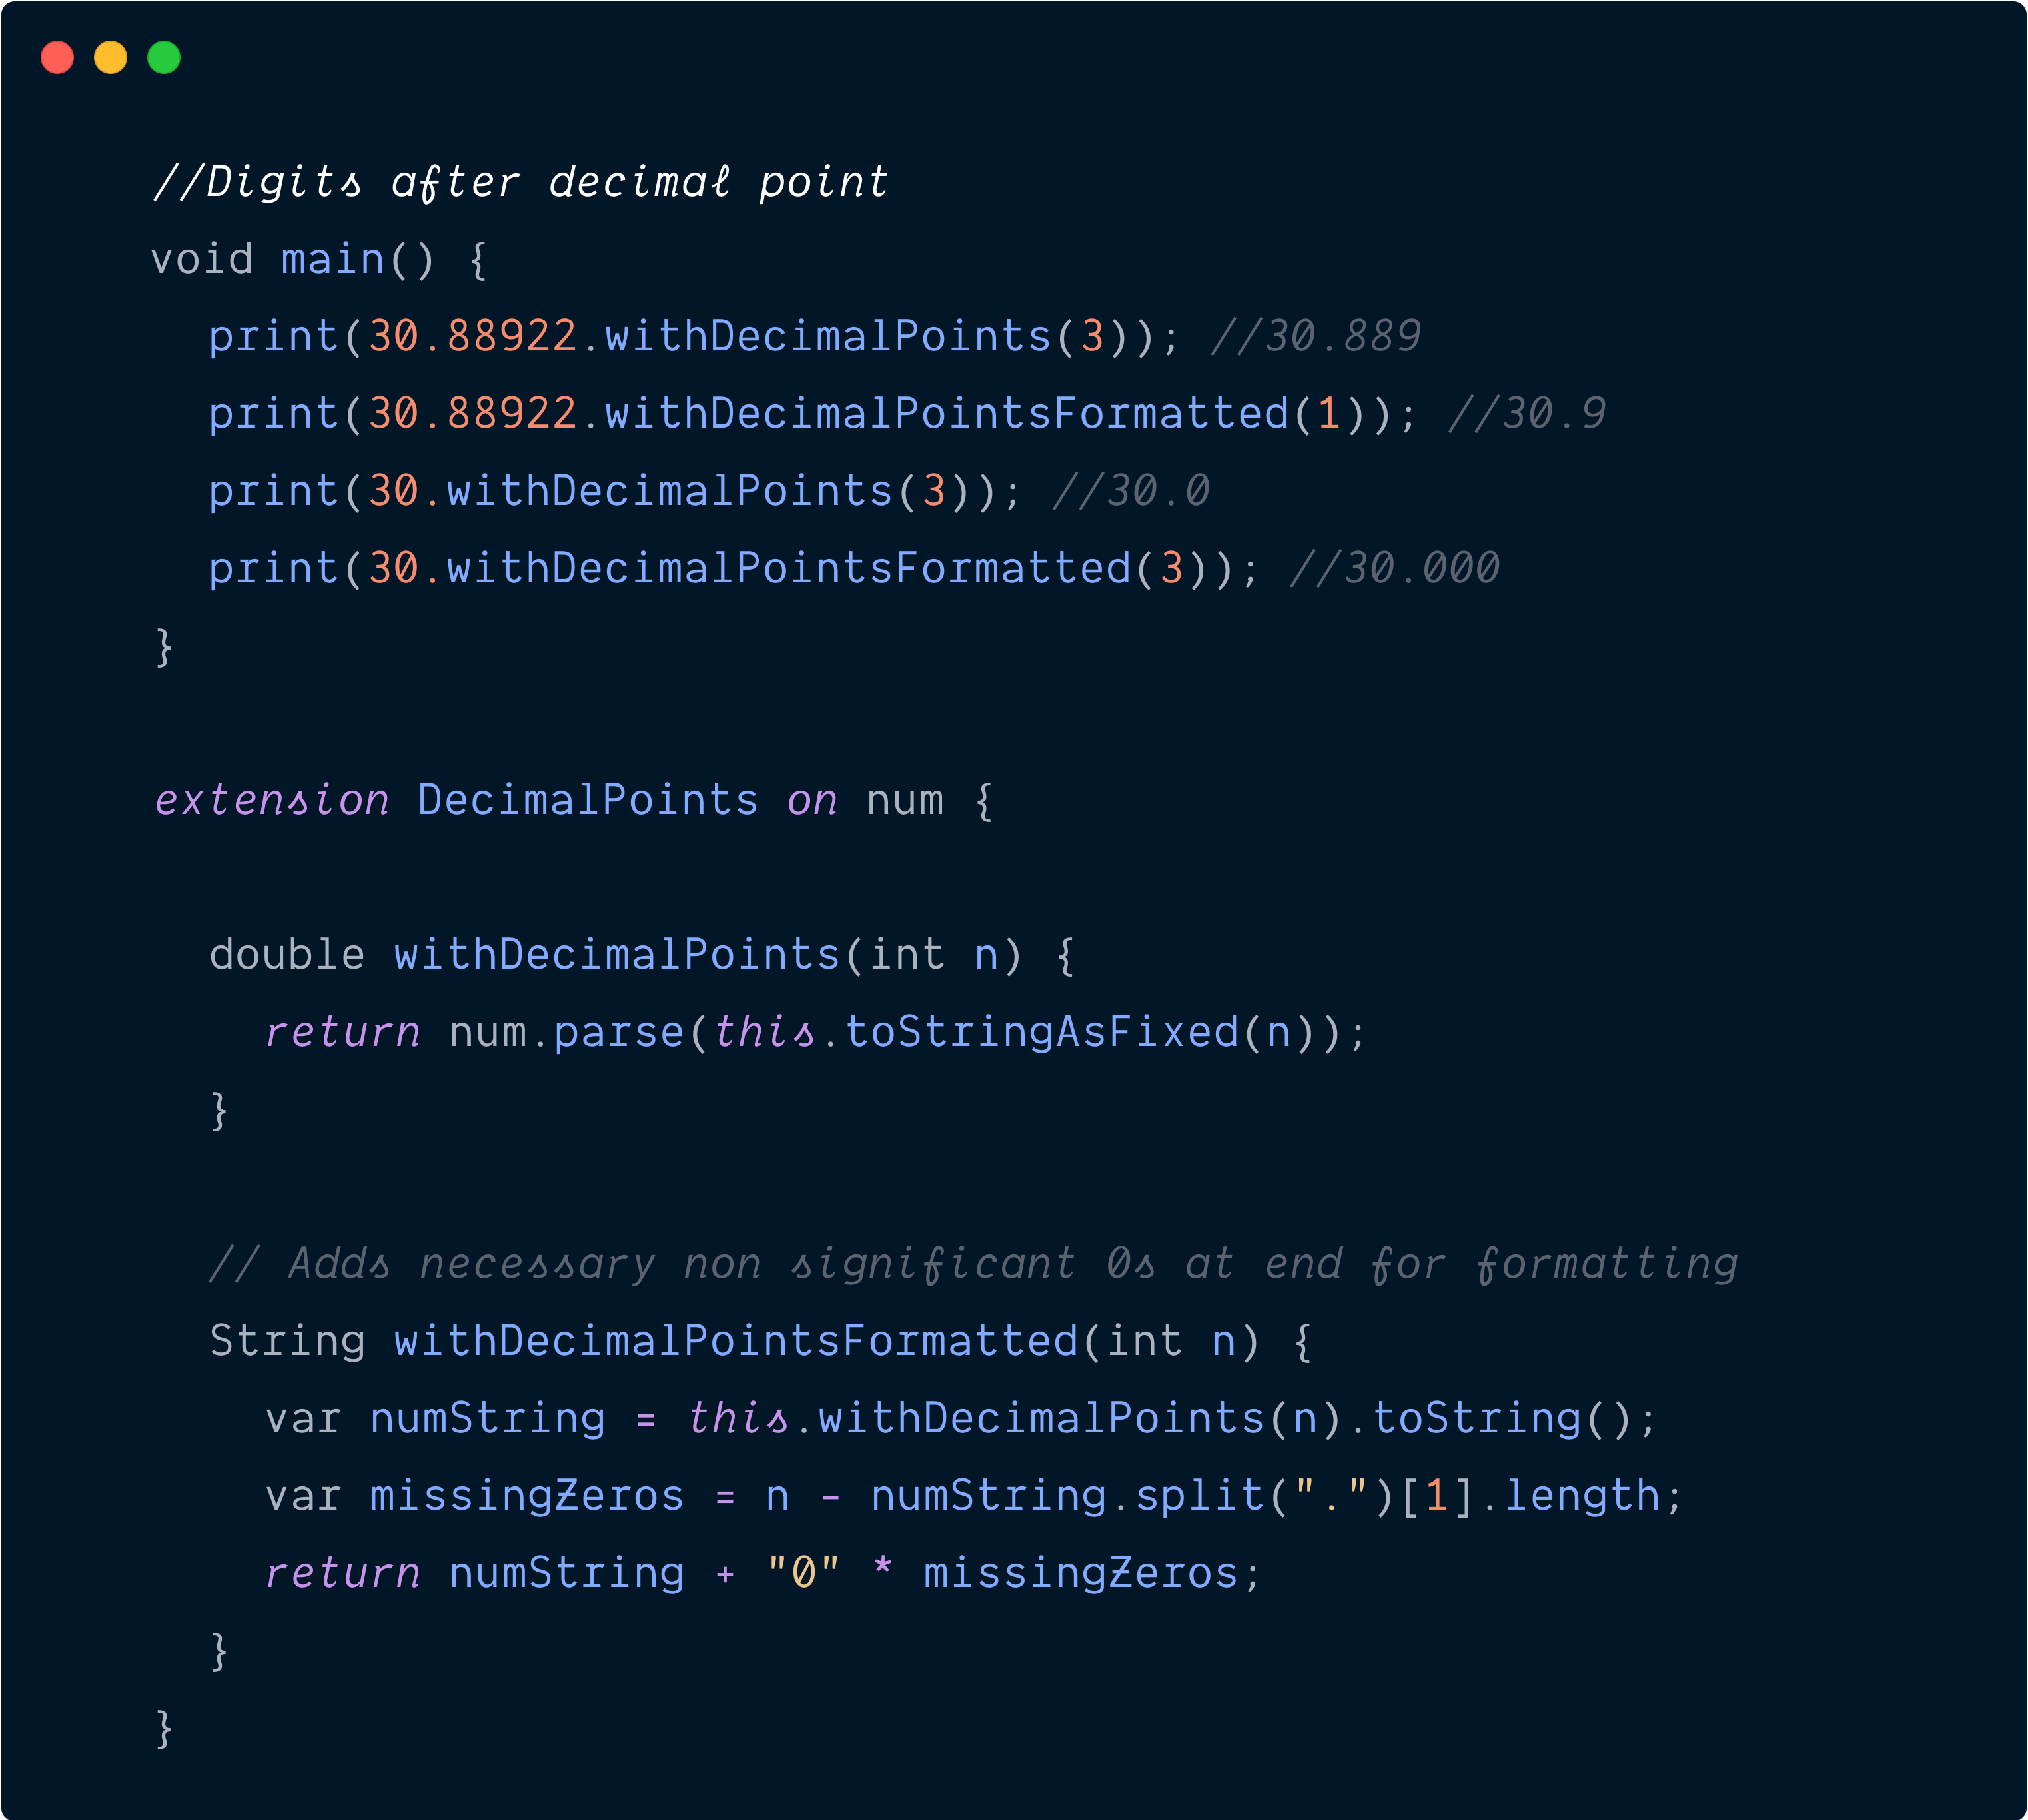 //Digits after decimal point
void main() {
  print(30.88922.withDecimalPoints(3)); //30.889
  print(30.88922.withDecimalPointsFormatted(1)); //30.9
  print(30.withDecimalPoints(3)); //30.0
  print(30.withDecimalPointsFormatted(3)); //30.000
}
extension DecimalPoints on num {
  double withDecimalPoints(int n) {
    return num.parse(this.toStringAsFixed(n));
  }
  // Adds necessary non significant 0s at end for formatting
  String withDecimalPointsFormatted(int n) {
    var numString = this.withDecimalPoints(n).toString();
    var missingZeros = n - numString.split(".")[1].length;
    return numString + "0" * missingZeros;
  }
}